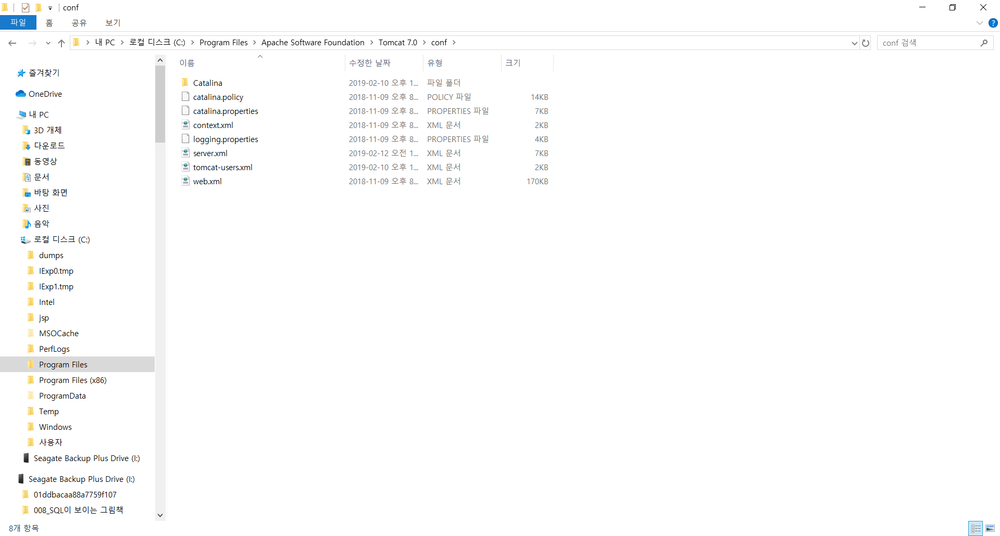 conf
파일 홈 공유 보기
내 PC 로컬 디스크 (C:) Program Files Apache Software Foundation Tomcat 7.0 conf
conf 검색
즐겨찾기
OneDrive
내 PC
3D 개체
다운로드
동영상
문서
바탕 화면
사진
음악
로컬 디스크 (C:)
dumps
IExp0.tmp
IExp1.tmp
Intel
jsp
MSOCache
PerfLogs
Program Files
Program Files (x86)
ProgramData
Temp
Windows
사용자
Seagate Backup Plus Drive (I:)
Seagate Backup Plus Drive (I:)
01ddbacaa88a7759f107
008_SQL이 보이는 그림책
이름 수정한 날짜 유형 크기
Catalina 2019-02-10 오후 1... 파일 폴더
catalina.policy 2018-11-09 오후 8... POLICY 파일 14KB
catalina.properties 2018-11-09 오후 8... PROPERTIES 파일 7KB
context.xml 2018-11-09 오후 8... XML 문서 2KB
logging.properties 2018-11-09 오후 8... PROPERTIES 파일 4KB
server.xml 2019-02-12 오전 1... XML 문서 7KB
tomcat-users.xml 2019-02-10 오후 1... XML 문서 2KB
web.xml 2018-11-09 오후 8... XML 문서 170KB
8개 항목